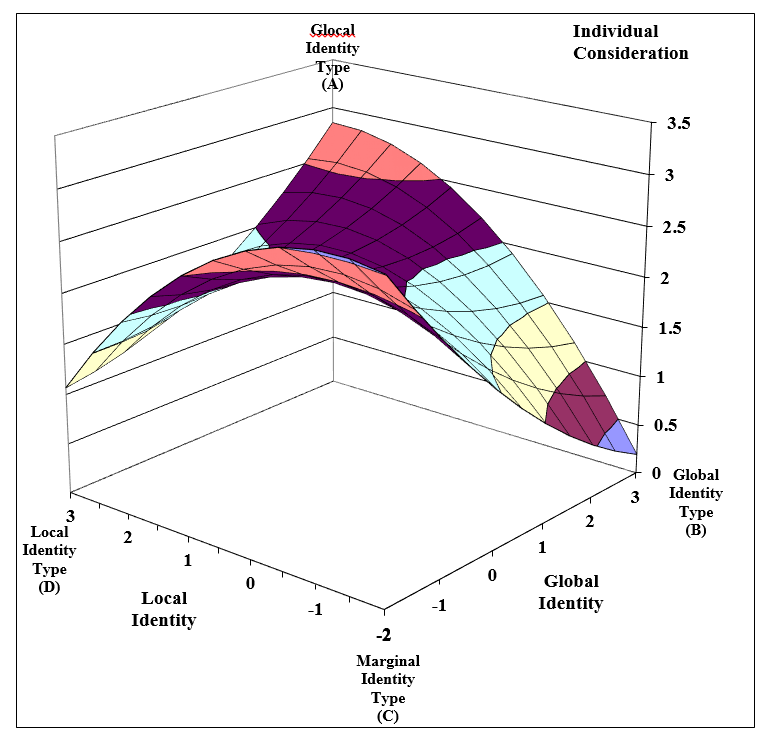 Glocal
Identity
Type
(A)
Individual
Consideration
3.5
3
2.5
2
1.5
1
0.5
0
Global
Identity
Type
(B)
3
2
1
0
-1
Global
Identity
Local
Identity
Type
(D)
3
2
1
0
-1
-2
Local
Identity
Marginal
Identity
Type
(C)